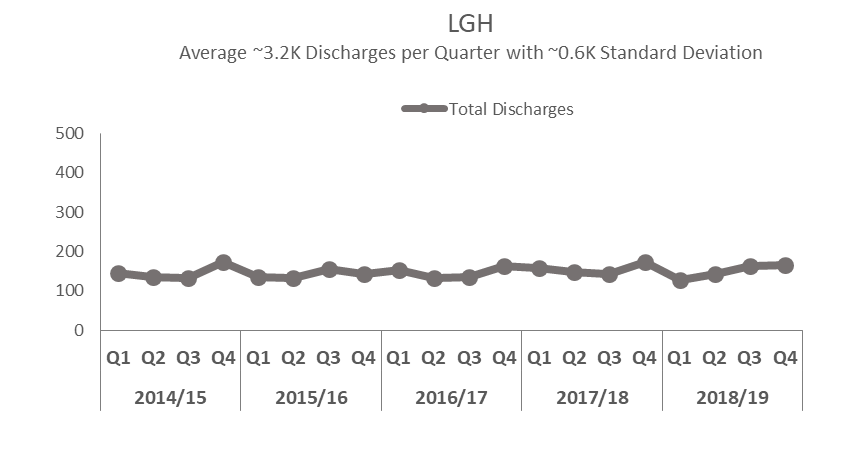 LGH
Average ~3.2K Discharges per Quarter with ~0.6K Standard Deviation
Total Discharges
500
400
300
200
100
0
Q1 Q2 Q3 Q4 Q1 Q2 Q3 Q4 Q1 Q2 Q3 Q4 Q1 Q2 Q3 Q4 Q1 Q2 Q3 Q4
2014/15 2015/16 2016/17 2017/18 2018/19